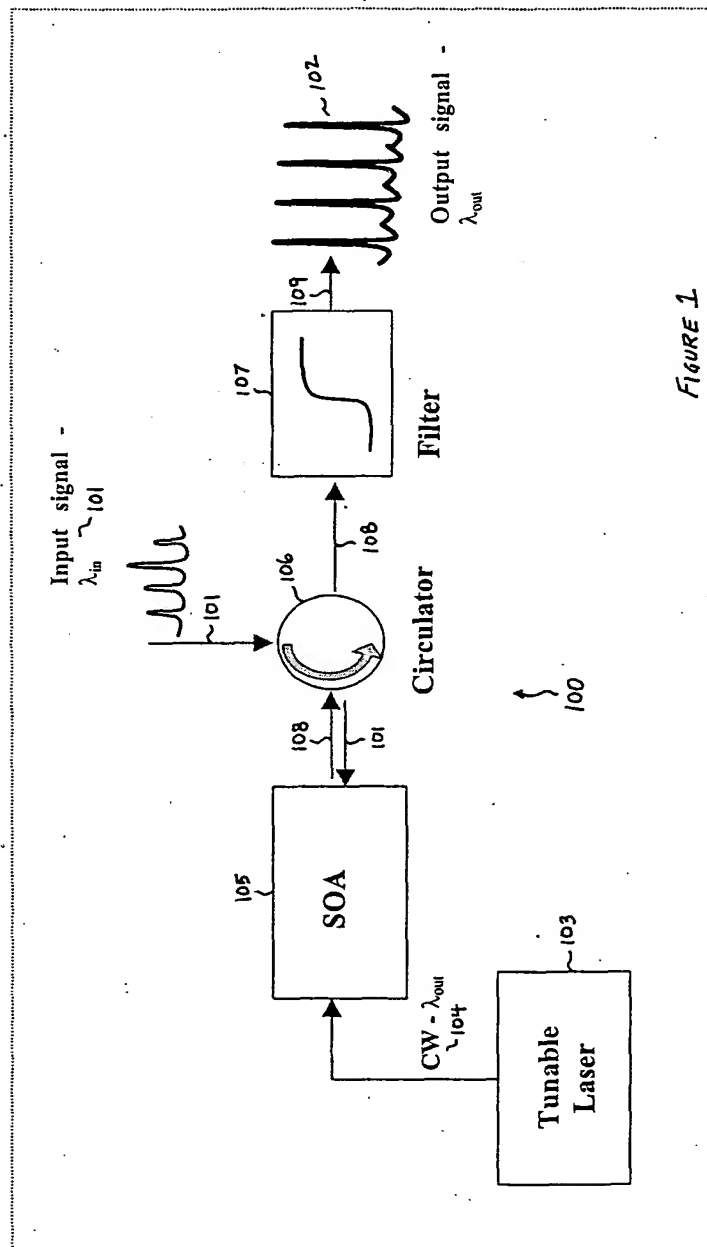 Input signal -
λin 101
101
106
Circulator
108
101
108
105
SOA
CW - λout
104
103
Tunable
Laser
107
Filter
109
102
Output signal -
λout
100
FIGURE 1